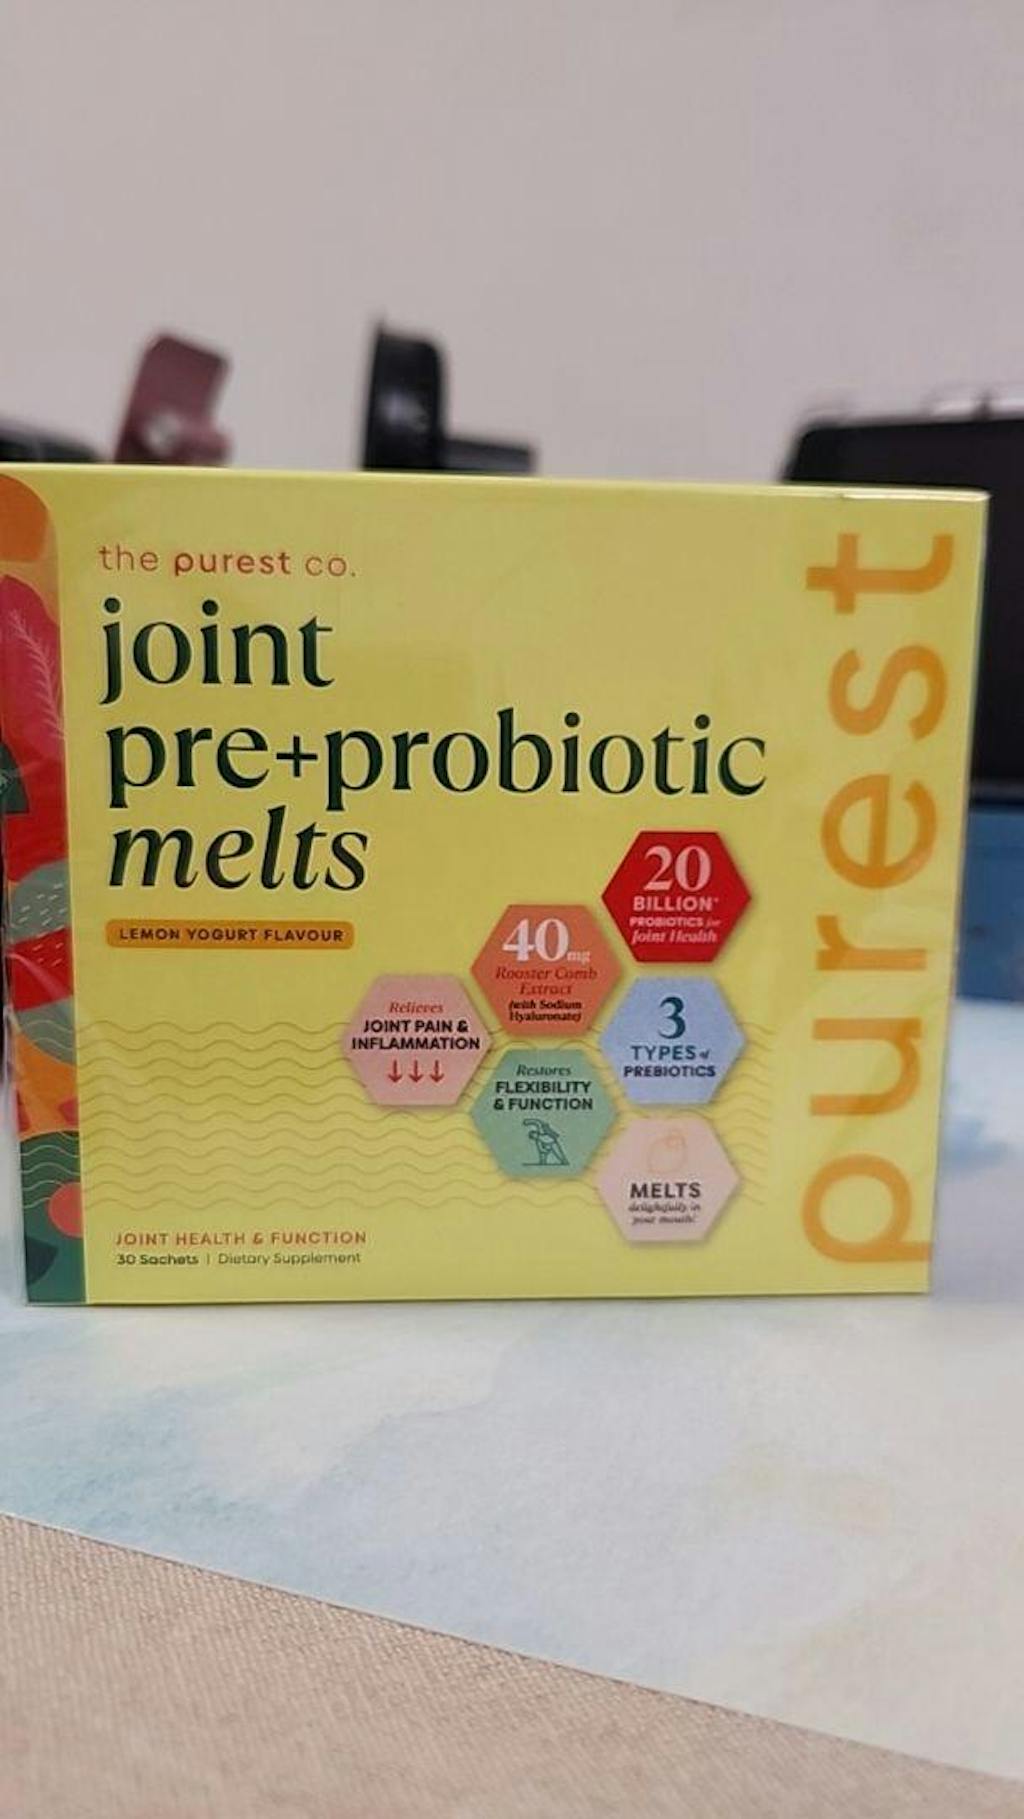 the purest co.
joint
pre+probiotic
melts
LEMON YOGURT FLAVOUR
20
BILLION*
PROBIOTICS for
Joint Health
40mg
Rooster Comb
Extract
(with Sodium
Hyaluronate)
Relieves
JOINT PAIN &
INFLAMMATION
3
TYPES of
PREBIOTICS
Restores
FLEXIBILITY
& FUNCTION
MELTS
delightfully in
your mouth!
JOINT HEALTH & FUNCTION
30 Sachets | Dietary Supplement
purest